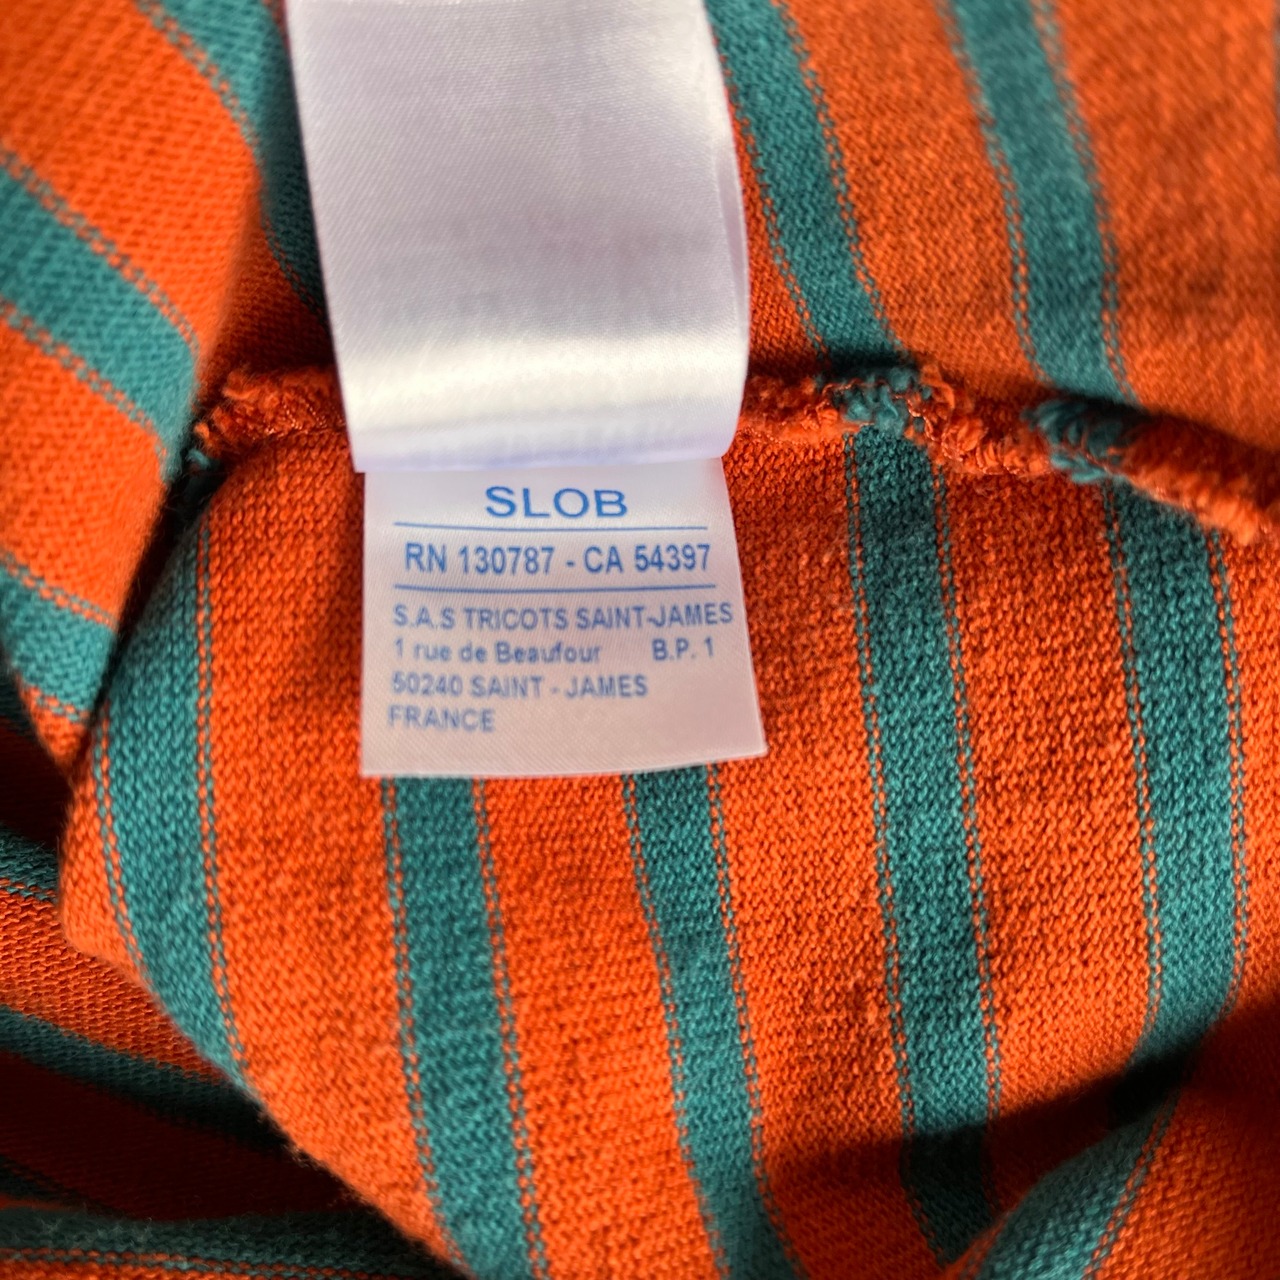 SLOB
RN 130787 - CA 54397
S.A.S TRICOTS SAINT-JAMES
1 rue de Beaufour B.P. 1
50240 SAINT - JAMES
FRANCE